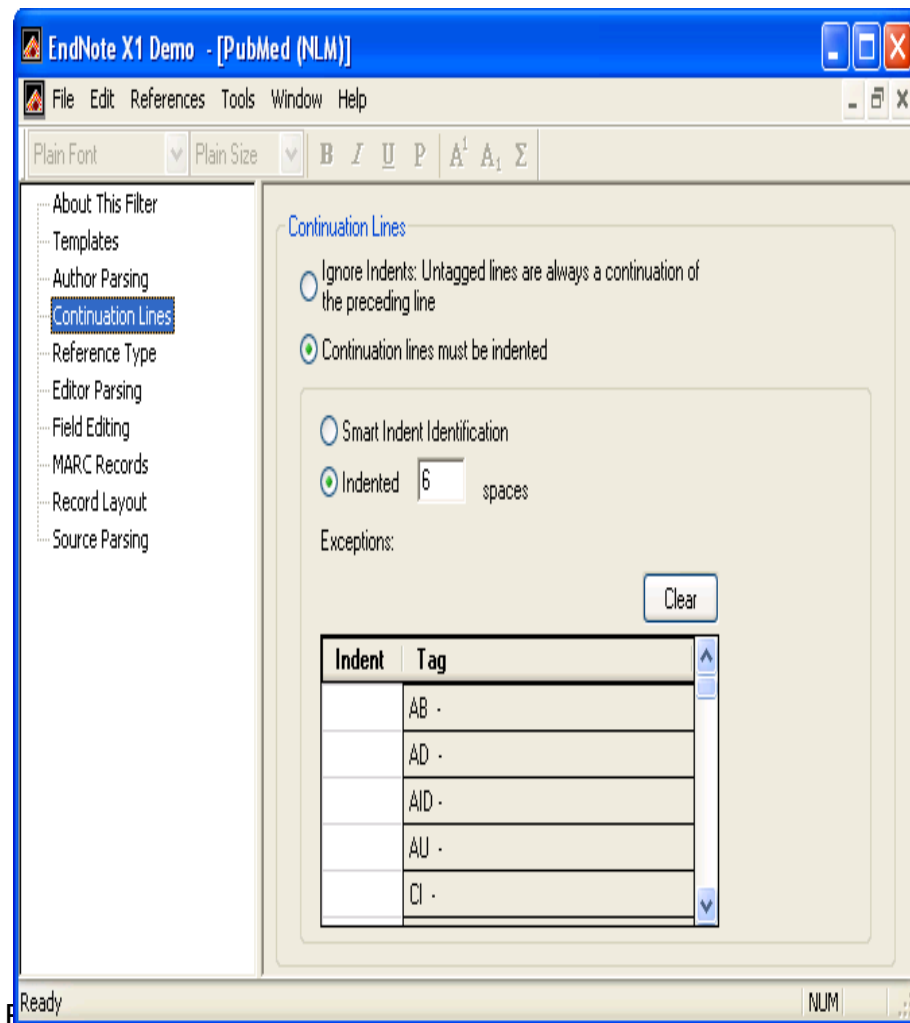 EndNote X1 Demo - [PubMed (NLM)]
File Edit References Tools Window Help
Plain Font Plain Size B I U P A¹ A₁ Σ
About This Filter
Templates
Author Parsing
Continuation Lines
Reference Type
Editor Parsing
Field Editing
MARC Records
Record Layout
Source Parsing
Continuation Lines
Ignore Indents: Untagged lines are always a continuation of
the preceding line
Continuation lines must be indented
Smart Indent Identification
Indented 6 spaces
Exceptions:
Clear
Indent Tag
AB -
AD -
AID -
AU -
CI -
Ready NUM